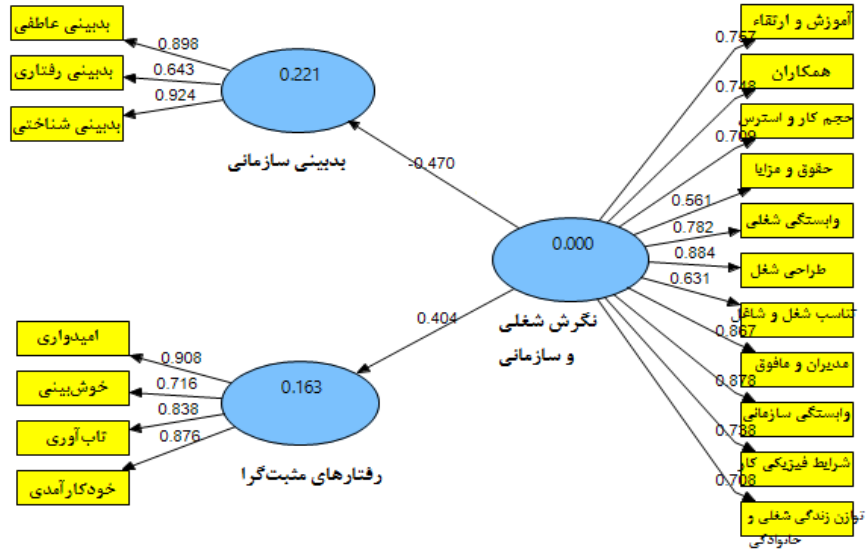 بدبینی عاطفی
بدبینی رفتاری
بدبینی شناختی
0.898
0.643
0.924
0.221
بدبینی سازمانی
-0.470
آموزش و ارتقاء
همکاران
حجم کار و استرس
حقوق و مزایا
وابستگی شغلی
طراحی شغل
تناسب شغل و شاغل
مدیران و مافوق
وابستگی سازمانی
شرایط فیزیکی کار
توازن زندگی شغلی و
خانوادگی
0.757
0.748
0.709
0.561
0.782
0.884
0.631
0.867
0.878
0.738
0.708
0.000
نگرش شغلی
و سازمانی
0.404
امیدواری
خوش‌بینی
تاب‌آوری
خودکارآمدی
0.908
0.716
0.838
0.876
0.163
رفتارهای مثبت‌گرا